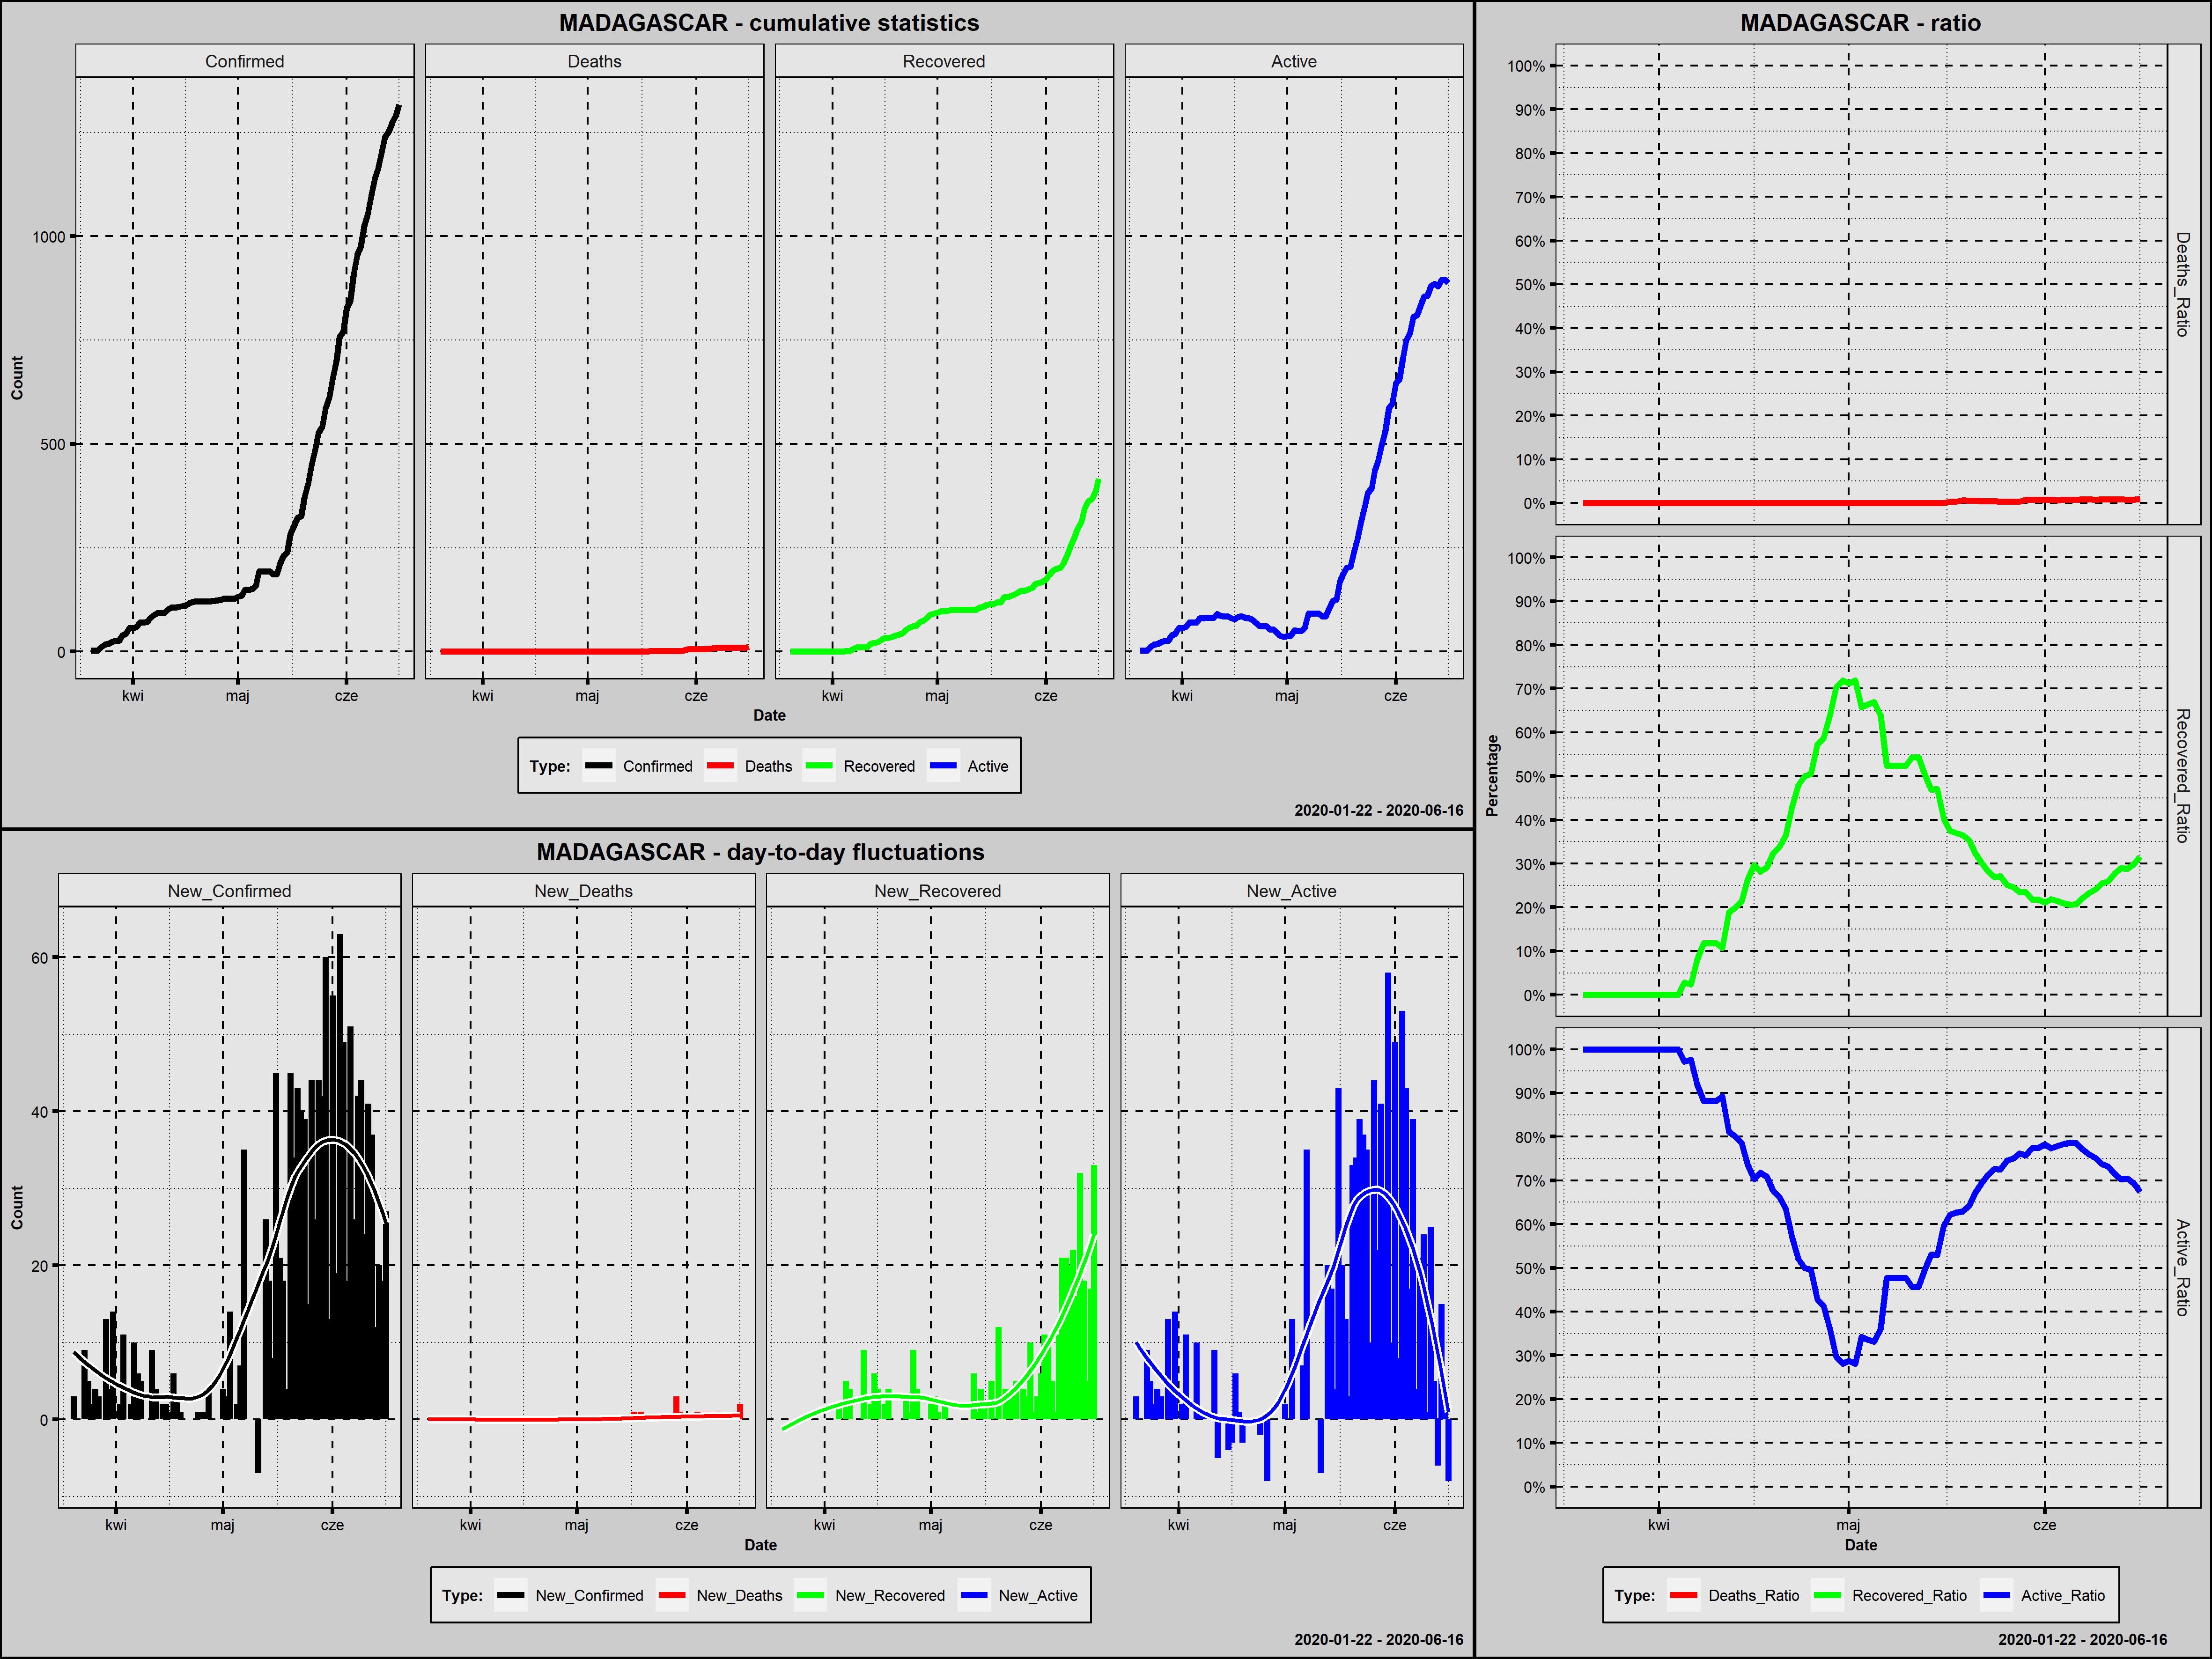 MADAGASCAR - cumulative statistics
Confirmed Deaths Recovered Active
Count
1000
500
0
kwi maj cze kwi maj cze kwi maj cze kwi maj cze
Date
Type: Confirmed Deaths Recovered Active
2020-01-22 - 2020-06-16
MADAGASCAR - day-to-day fluctuations
New_Confirmed New_Deaths New_Recovered New_Active
Count
60
40
20
0
kwi maj cze kwi maj cze kwi maj cze kwi maj cze
Date
Type: New_Confirmed New_Deaths New_Recovered New_Active
2020-01-22 - 2020-06-16
MADAGASCAR - ratio
Percentage
100%
90%
80%
70%
60%
50%
40%
30%
20%
10%
0%
Deaths_Ratio
100%
90%
80%
70%
60%
50%
40%
30%
20%
10%
0%
Recovered_Ratio
100%
90%
80%
70%
60%
50%
40%
30%
20%
10%
0%
10%
0%
Active_Ratio
kwi maj cze
Date
Type: Deaths_Ratio Recovered_Ratio Active_Ratio
2020-01-22 - 2020-06-16